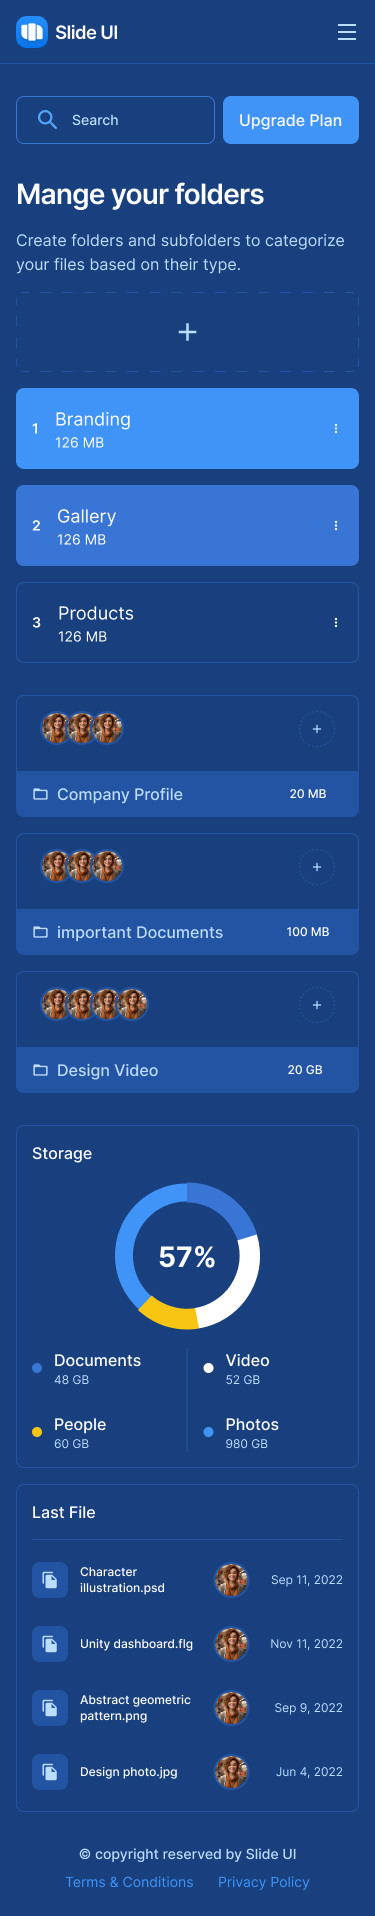 Slide UI
Search
Upgrade Plan
Mange your folders
Create folders and subfolders to categorize
your files based on their type.
+
1 Branding
126 MB
2 Gallery
126 MB
3 Products
126 MB
+
Company Profile 20 MB
+
important Documents 100 MB
+
Design Video 20 GB
Storage
57%
Documents Video
48 GB 52 GB
People Photos
60 GB 980 GB
Last File
Character
illustration.psd Sep 11, 2022
Unity dashboard.flg Nov 11, 2022
Abstract geometric
pattern.png Sep 9, 2022
Design photo.jpg Jun 4, 2022
© copyright reserved by Slide UI
Terms & Conditions Privacy Policy